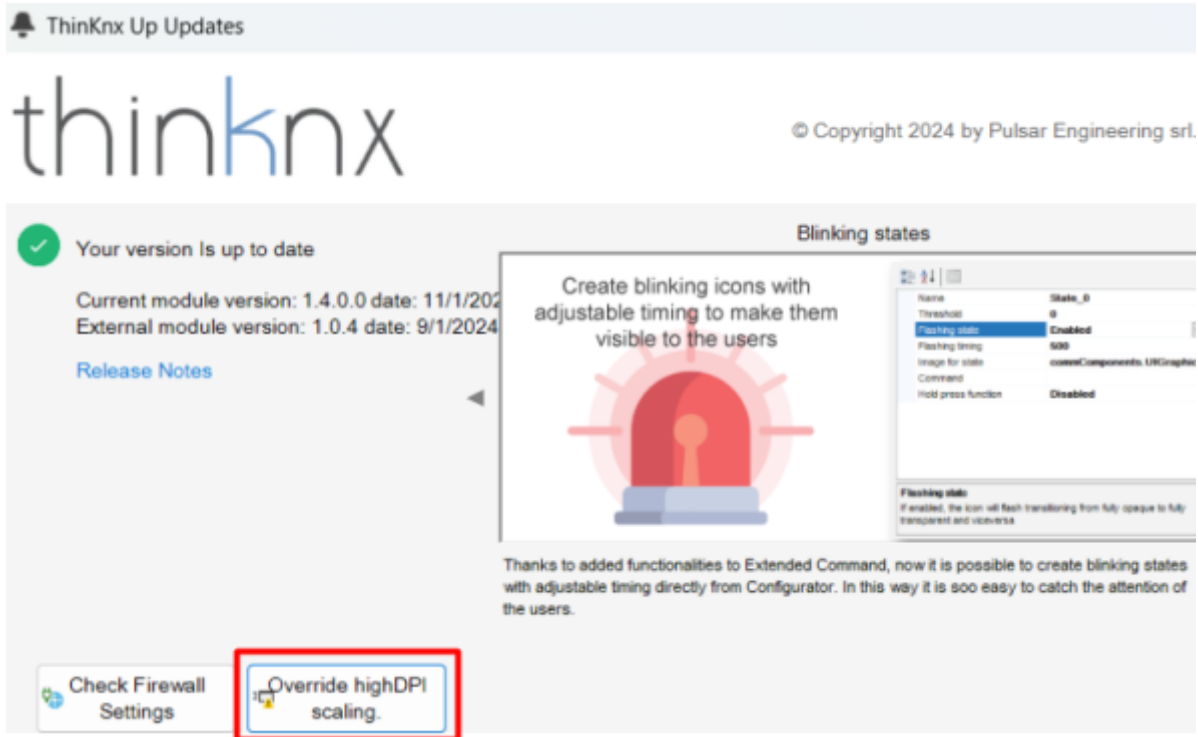 ThinKnx Up Updates
thinknx
© Copyright 2024 by Pulsar Engineering srl.
Your version Is up to date
Current module version: 1.4.0.0 date: 11/1/202
External module version: 1.0.4 date: 9/1/2024
Release Notes
Blinking states
Create blinking icons with
adjustable timing to make them
visible to the users
Name State_0
Threshold 0
Flashing state Enabled
Flashing timing 500
Image for state commComponents.UIGraphic
Command
Hold press function Disabled
Flashing state
If enabled, the icon will flash transitioning from fully opaque to fully
transparent and viceversa
Thanks to added functionalities to Extended Command, now it is possible to create blinking states
with adjustable timing directly from Configurator. In this way it is soo easy to catch the attention of
the users.
Check Firewall
Settings
Override highDPI
scaling.